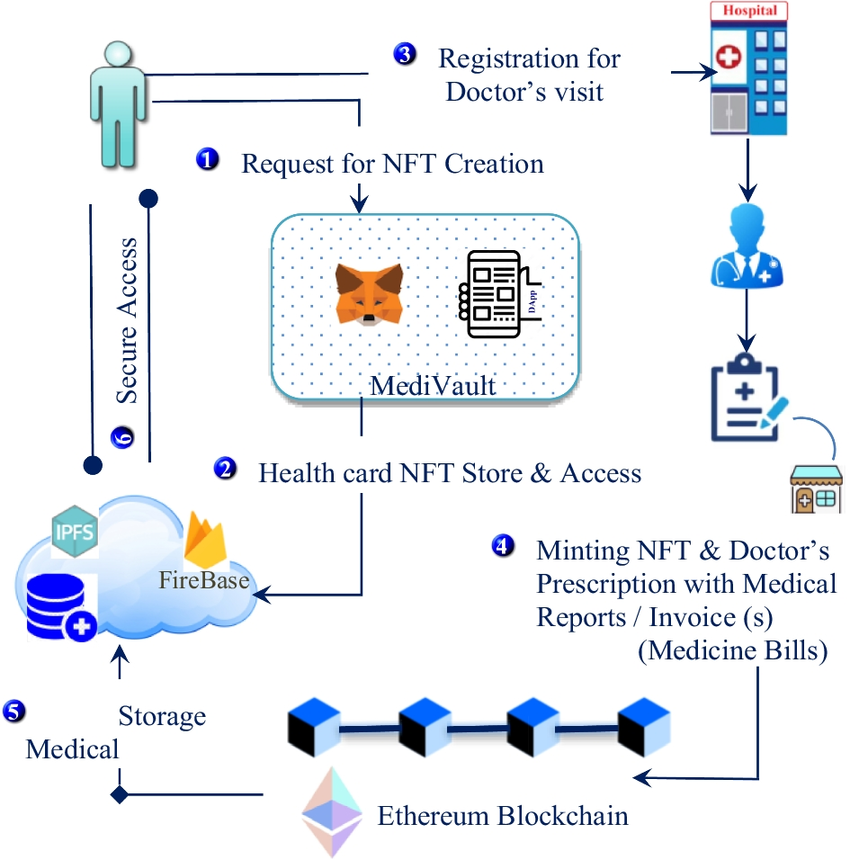 Hospital
3 Registration for
Doctor's visit
1 Request for NFT Creation
DApp
MediVault
6 Secure Access
2 Health card NFT Store & Access
IPFS
FireBase
4 Minting NFT & Doctor's
Prescription with Medical
Reports / Invoice (s)
(Medicine Bills)
5
Storage
Medical
Ethereum Blockchain